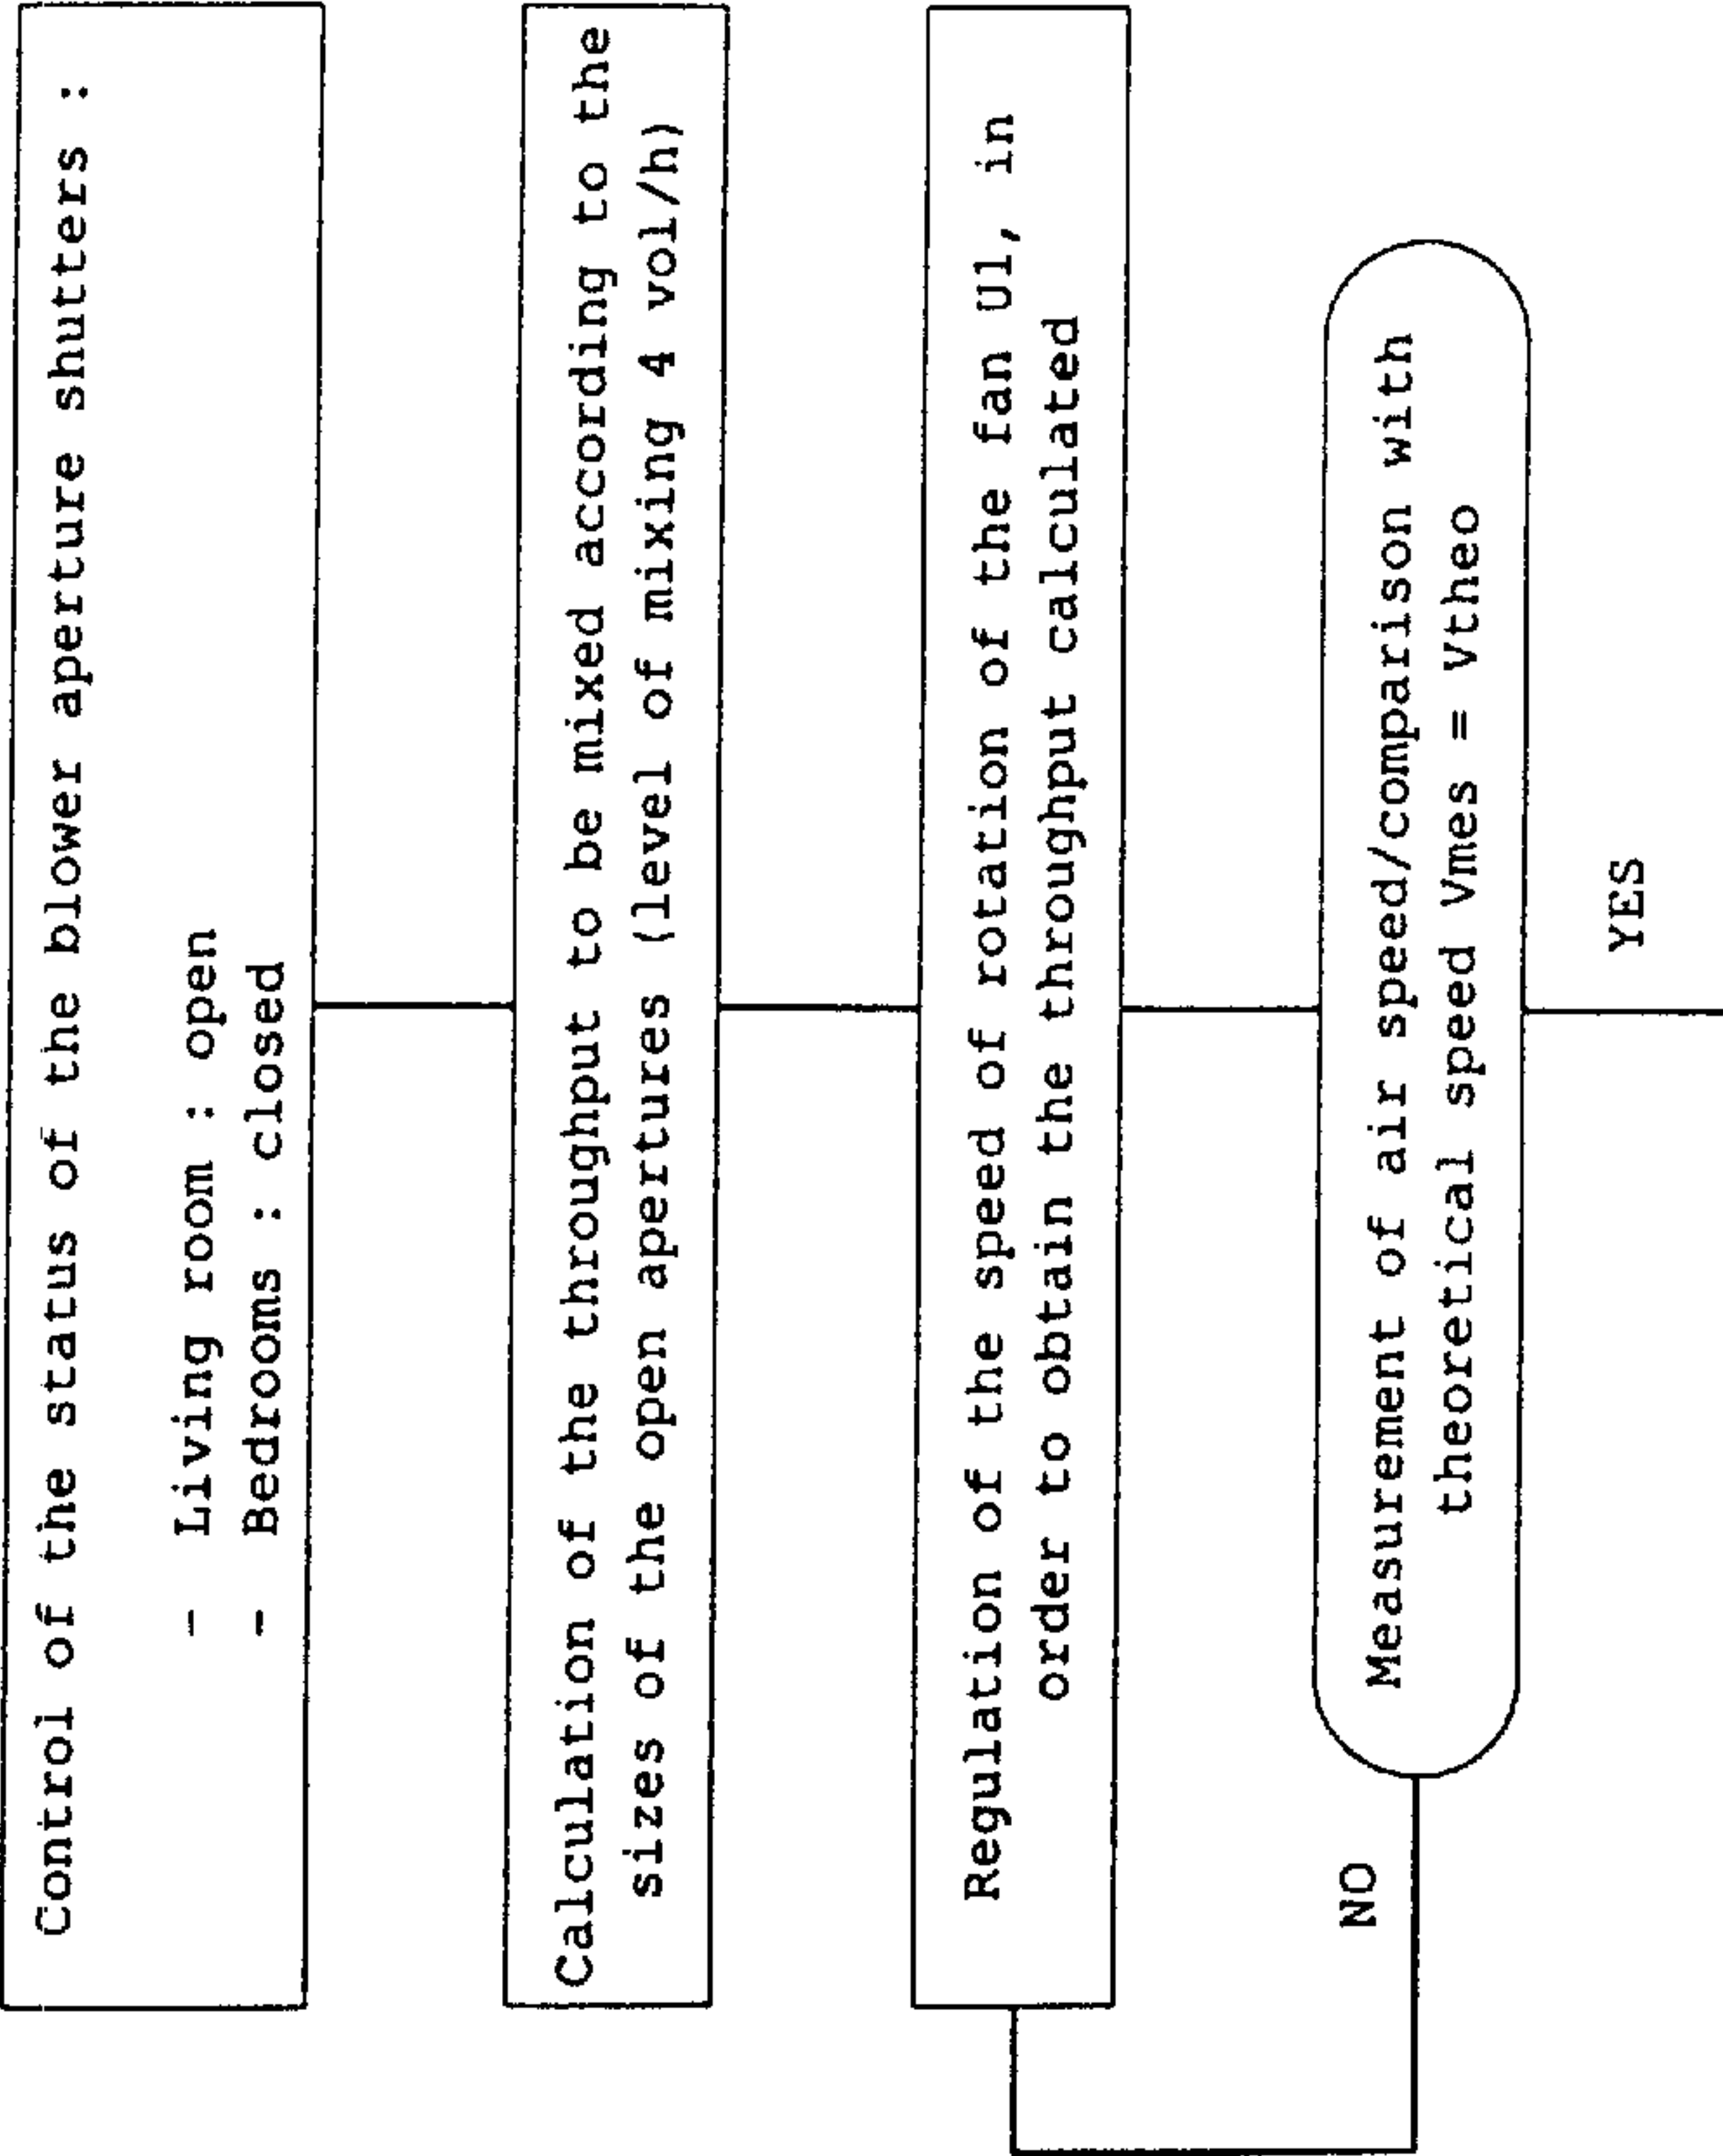 Control of the status of the blower aperture shutters :
- Living room : open
- Bedrooms : closed
Calculation of the throughput to be mixed according to the
sizes of the open apertures (level of mixing 4 vol/h)
Regulation of the speed of rotation of the fan U1, in
order to obtain the throughput calculated
Measurement of air speed/comparison with
theoretical speed Vmes = Vtheo
NO
YES